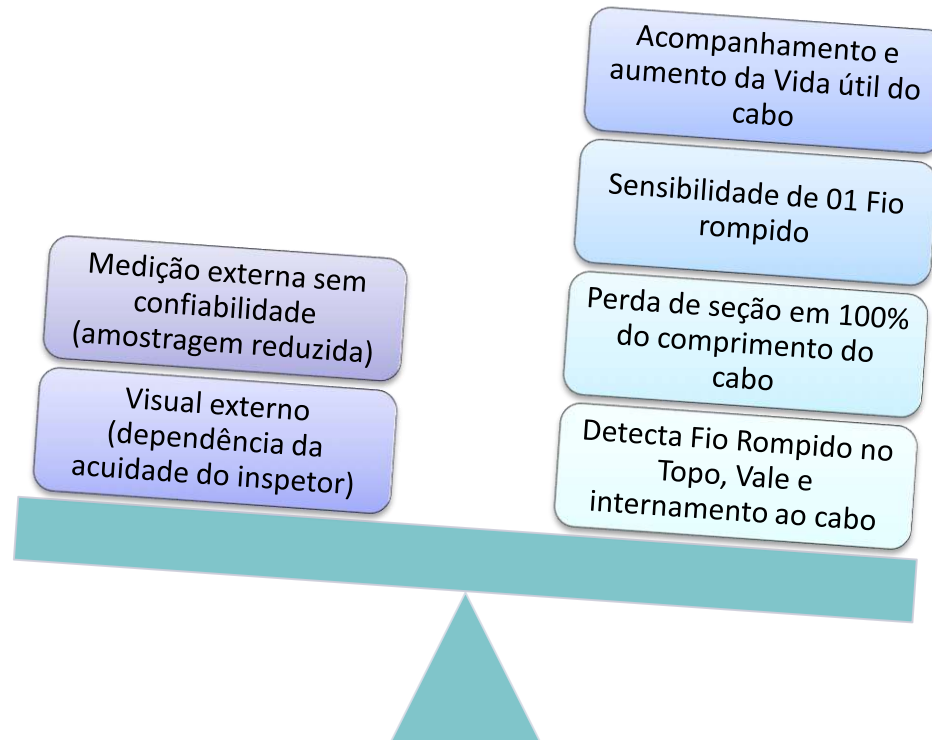 Medição externa sem
confiabilidade
(amostragem reduzida)
Visual externo
(dependência da
acuidade do inspetor)
Acompanhamento e
aumento da Vida útil do
cabo
Sensibilidade de 01 Fio
rompido
Perda de seção em 100%
do comprimento do
cabo
Detecta Fio Rompido no
Topo, Vale e
internamento ao cabo